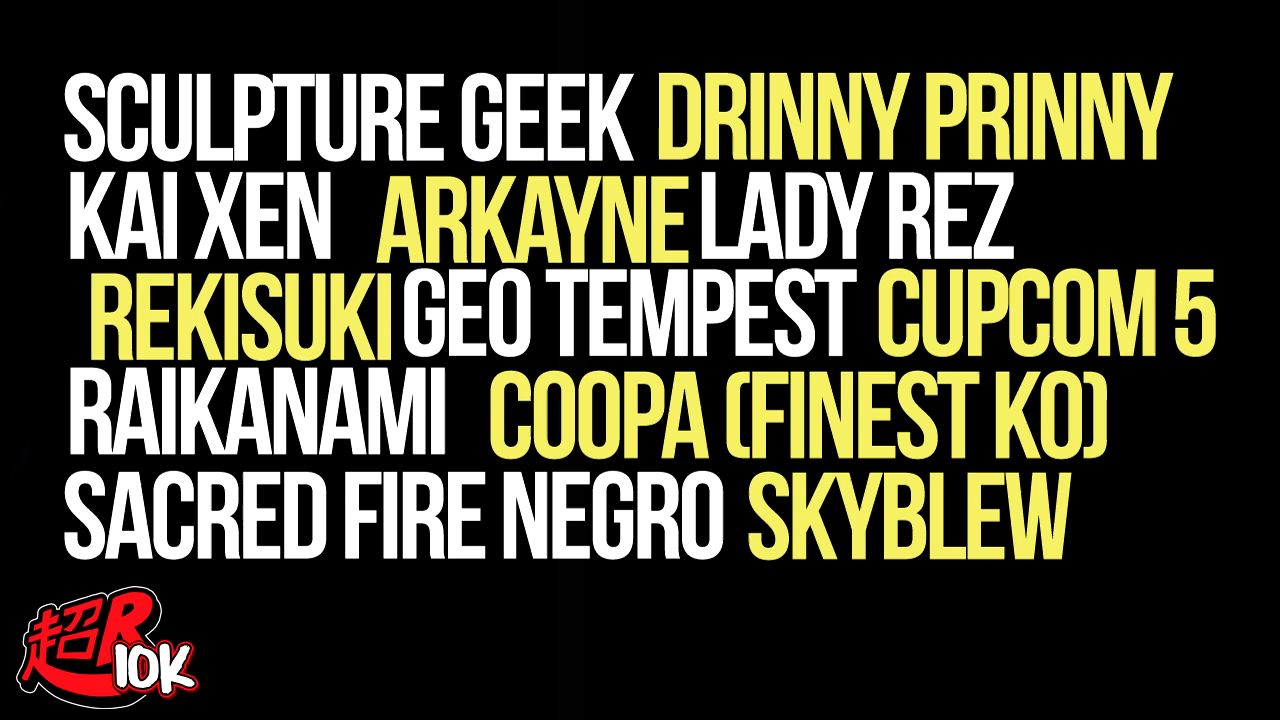 SCULPTURE GEEK DRINNY PRINNY
KAI XEN ARKAYNE LADY REZ
REKISUKI GEO TEMPEST CUPCOM 5
RAIKANAMI COOPA (FINEST KO)
SACRED FIRE NEGRO SKYBLEW
超R
10K